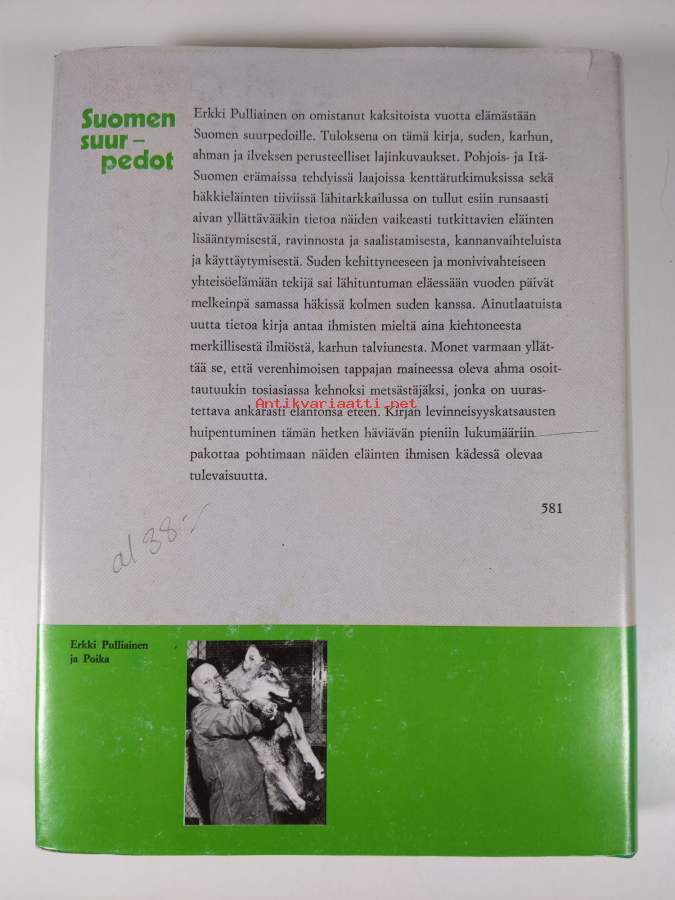 Suomen
suur-
pedot
Erkki Pulliainen on omistanut kaksitoista vuotta elämästään
Suomen suurpedoille. Tuloksena on tämä kirja, suden, karhun,
ahman ja ilveksen perusteelliset lajinkuvaukset. Pohjois- ja Itä-
Suomen erämaissa tehdyissä laajoissa kenttätutkimuksissa sekä
häkkieläinten tiiviissä lähitarkkailussa on tullut esiin runsaasti
aivan yllättävääkin tietoa näiden vaikeasti tutkittavien eläinten
lisääntymisestä, ravinnosta ja saalistamisesta, kannanvaihteluista
ja käyttäytymisestä. Suden kehittyneeseen ja monivivahteiseen
yhteisöelämään tekijä sai lähituntuman eläessään vuoden päivät
melkeinpä samassa häkissä kolmen suden kanssa. Ainutlaatuista
uutta tietoa kirja antaa ihmisten mieltä aina kiehtoneesta
merkillisestä ilmiöstä, karhun talviunesta. Monet varmaan yllät-
tää se, että verenhimoisen tappajan maineessa oleva ahma osoit-
tautuukin tosiasiassa kehnoksi metsästäjäksi, jonka on uuras-
Antikvariaatti.net
tettava ankarasti elantonsa eteen. Kirjan levinneisyyskatsausten
huipentuminen tämän hetken häviävän pieniin lukumääriin
pakottaa pohtimaan näiden eläinten ihmisen kädessä olevaa
tulevaisuutta.
581
al 38:-
Erkki Pulliainen
ja Poika